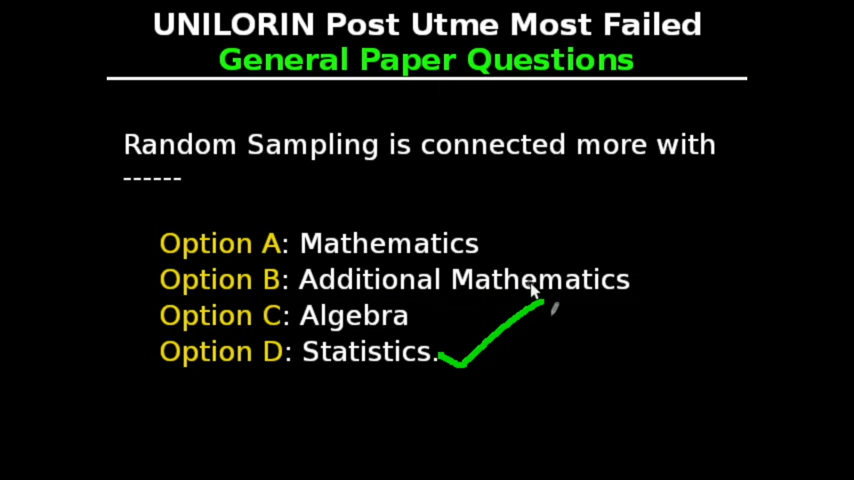 UNILORIN Post Utme Most Failed
General Paper Questions
Random Sampling is connected more with
------
Option A: Mathematics
Option B: Additional Mathematics
Option C: Algebra
Option D: Statistics.